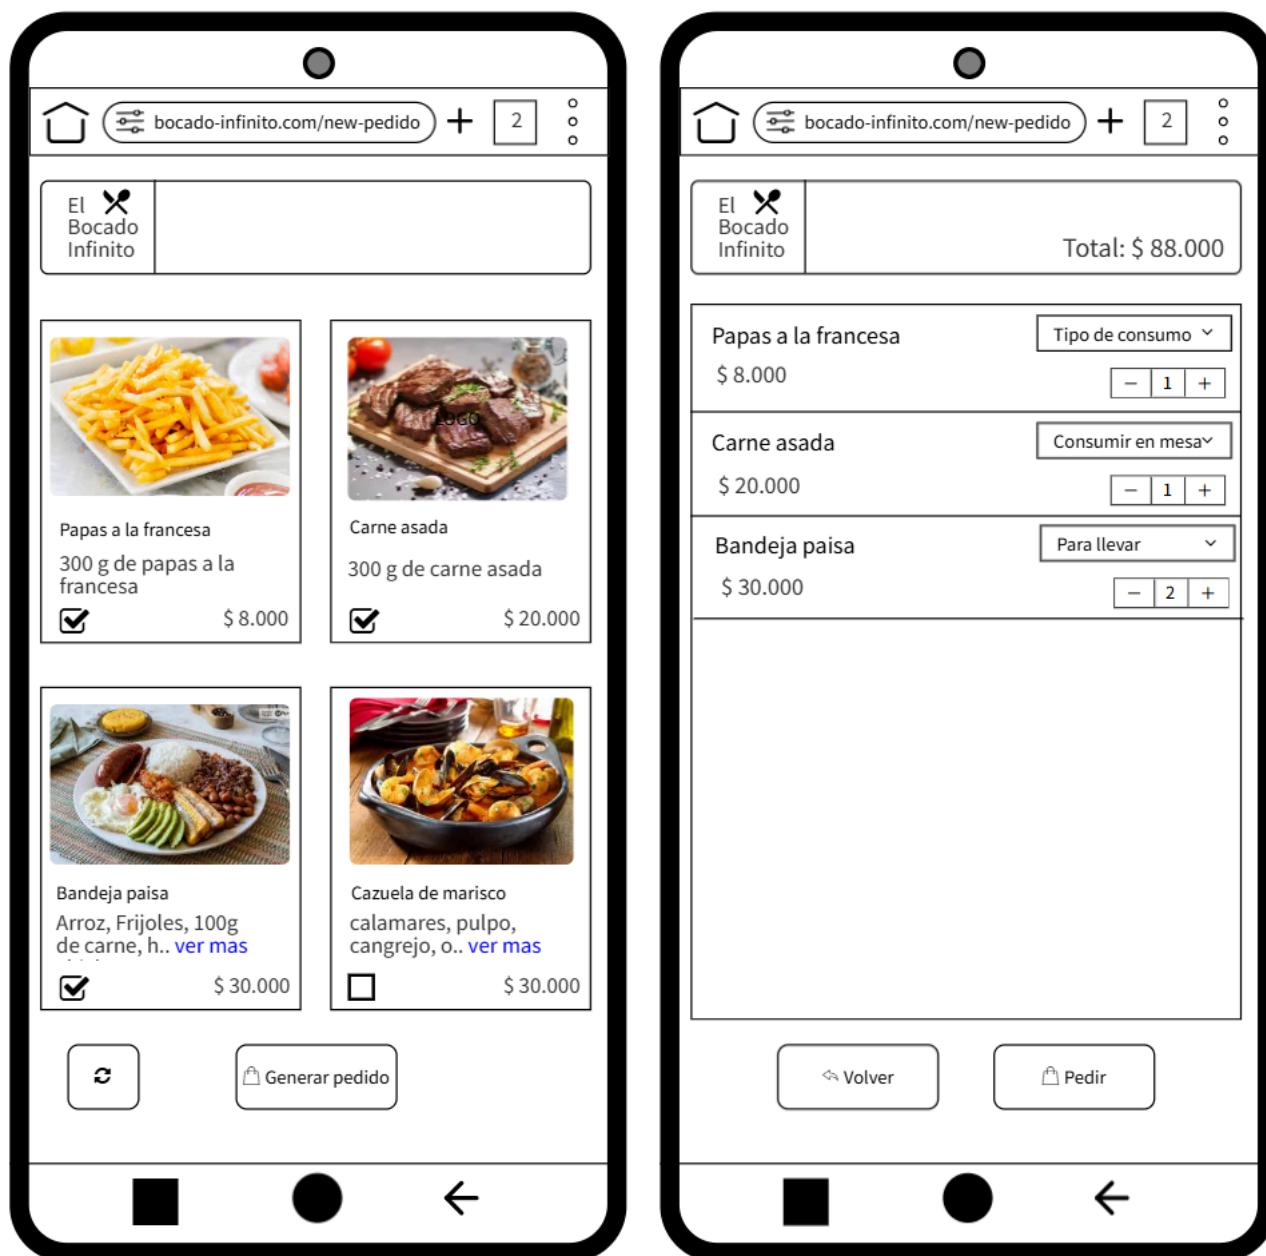 bocado-infinito.com/new-pedido
2
El
Bocado
Infinito
Papas a la francesa
300 g de papas a la
francesa
$ 8.000
LOGO
Carne asada
300 g de carne asada
$ 20.000
Bandeja paisa
Arroz, Frijoles, 100g
de carne, h.. ver mas
$ 30.000
Cazuela de marisco
calamares, pulpo,
cangrejo, o.. ver mas
$ 30.000
Generar pedido
bocado-infinito.com/new-pedido
2
El
Bocado
Infinito
Total: $ 88.000
Papas a la francesa
Tipo de consumo
$ 8.000
− 1 +
Carne asada
Consumir en mesa
$ 20.000
− 1 +
Bandeja paisa
Para llevar
$ 30.000
− 2 +
Volver
Pedir